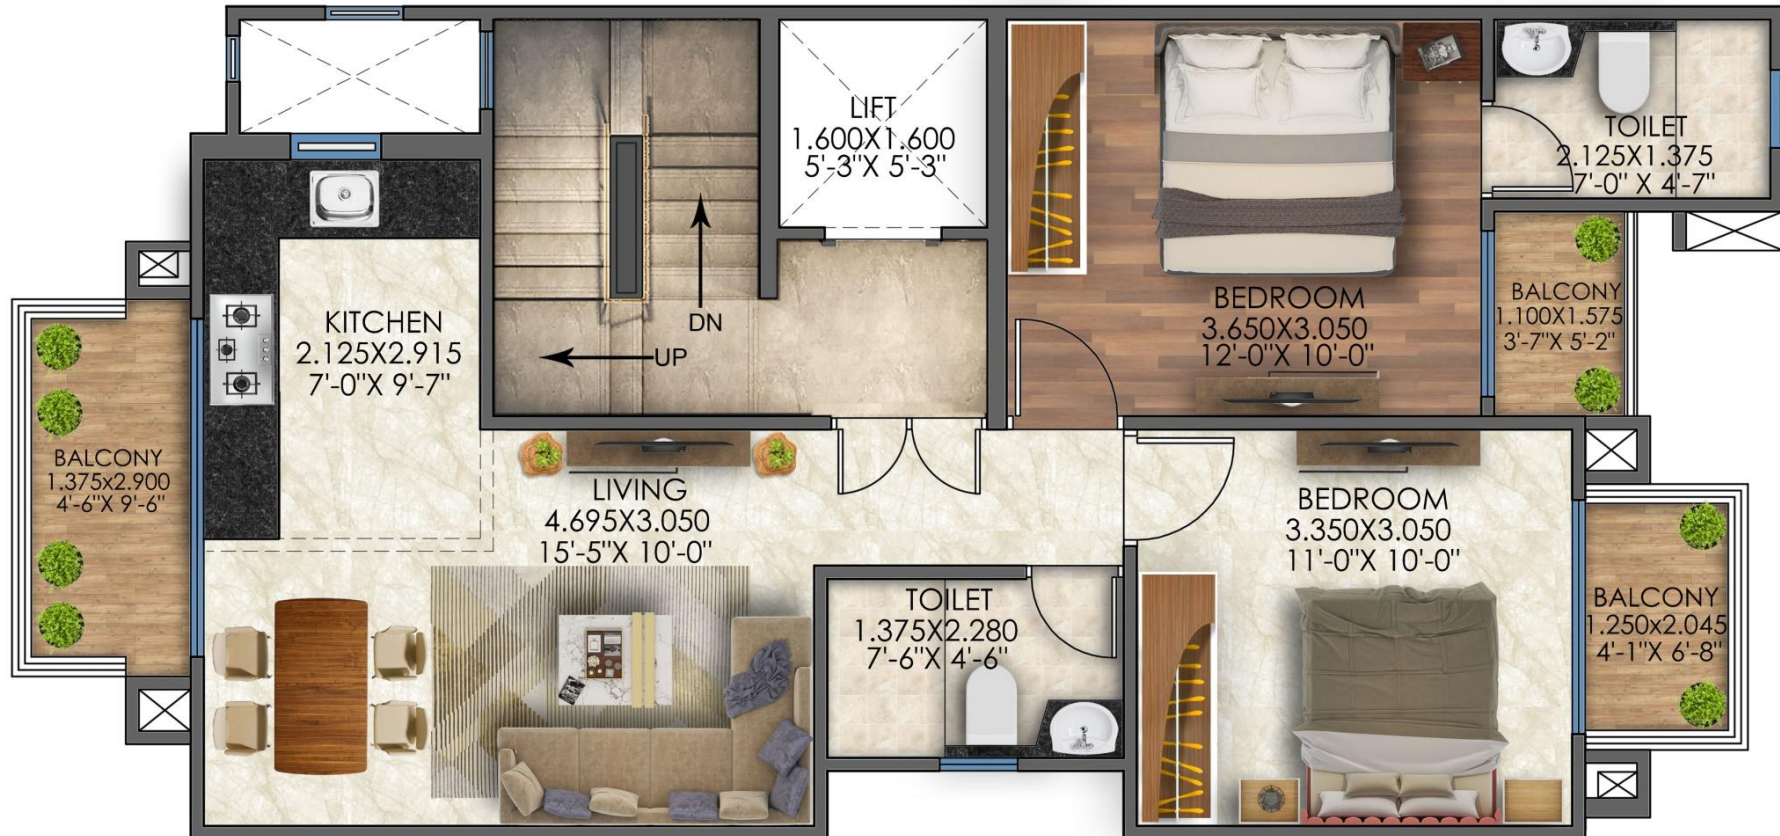 LIFT
1.600X1.600
5'-3"X 5'-3"
TOILET
2.125X1.375
7'-0" X 4'-7"
KITCHEN
2.125X2.915
7'-0"X 9'-7"
DN
UP
BEDROOM
3.650X3.050
12'-0"X 10'-0"
BALCONY
1.100X1.575
3'-7"X 5'-2"
BALCONY
1.375x2.900
4'-6"X 9'-6"
LIVING
4.695X3.050
15'-5"X 10'-0"
BEDROOM
3.350X3.050
11'-0"X 10'-0"
TOILET
1.375X2.280
7'-6"X 4'-6"
BALCONY
1.250x2.045
4'-1"X 6'-8"